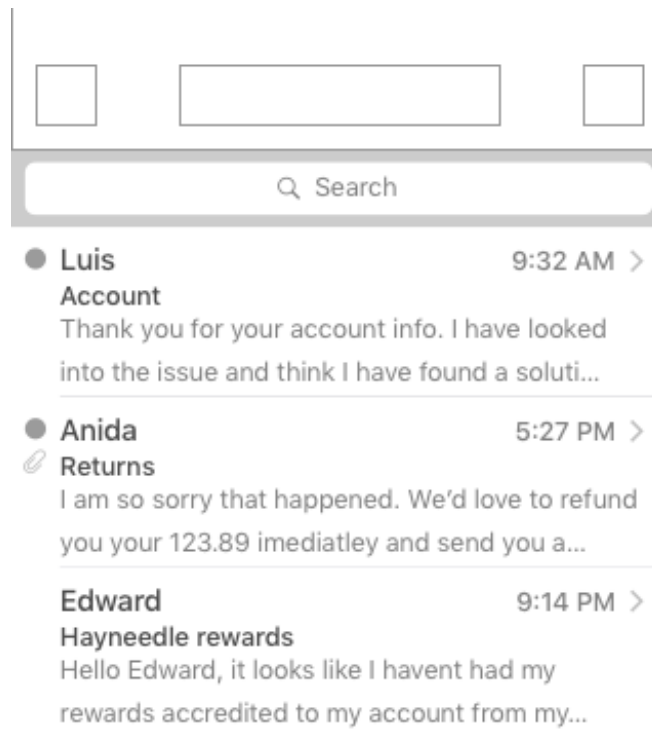 Search
Luis 9:32 AM
Account
Thank you for your account info. I have looked
into the issue and think I have found a soluti...
Anida 5:27 PM
Returns
I am so sorry that happened. We'd love to refund
you your 123.89 imediatley and send you a...
Edward 9:14 PM
Hayneedle rewards
Hello Edward, it looks like I havent had my
rewards accredited to my account from my...